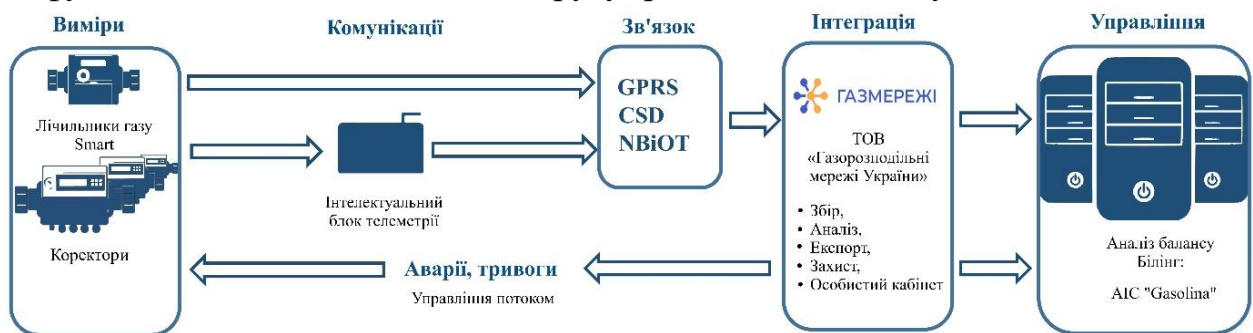 Виміри
Комунікації
Зв'язок
Інтеграція
Управління
Лічильники газу
Smart
Коректори
Інтелектуальний
блок телеметрії
GPRS
CSD
NBiOT
ГАЗМЕРЕЖІ
ТОВ
«Газорозподільні
мережі України»
• Збір,
• Аналіз,
• Експорт,
• Захист,
• Особистий кабінет
Аналіз балансу
Білінг:
АІС "Gasolina"
Аварії, тривоги
Управління потоком